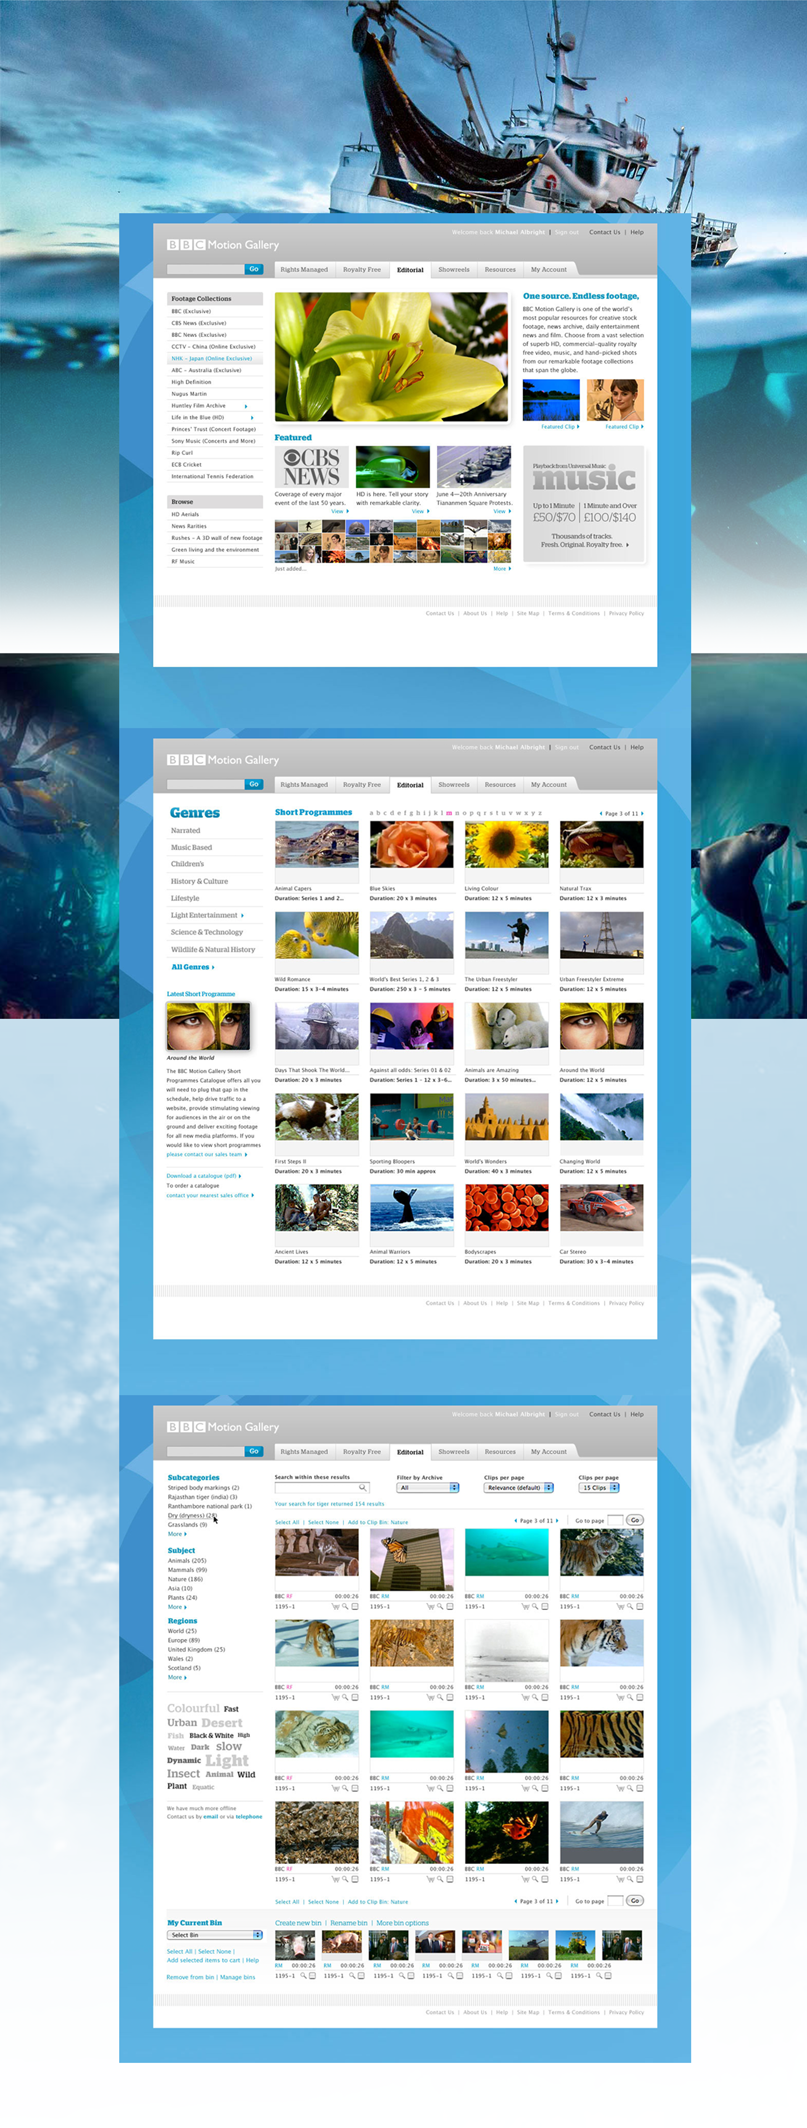 Welcome back Michael Albright | Sign out | Contact Us | Help
BBC Motion Gallery
Go
Rights Managed
Royalty Free
Editorial
Showreels
Resources
My Account
Footage Collections
BBC (Exclusive)
CBS News (Exclusive)
BBC News (Exclusive)
CCTV - China (Online Exclusive)
NHK - Japan (Online Exclusive)
ABC - Australia (Exclusive)
High Definition
Nugus Martin
Huntley Film Archive
Life in the Blue (HD)
Princes' Trust (Concert Footage)
Sony Music (Concerts and More)
Rip Curl
ECB Cricket
International Tennis Federation
Browse
HD Aerials
News Rarities
Rushes - A 3D wall of new footage
Green living and the environment
RF Music
One source. Endless footage.
BBC Motion Gallery is one of the world's
most popular resources for creative stock
footage, news archive, daily entertainment
news and film. Choose from a vast selection
of superb HD, commercial-quality royalty
free video, music, and hand-picked shots
from our remarkable footage collections
that span the globe.
Featured Clip
Featured Clip
Featured
CBS
NEWS
Coverage of every major
event of the last 50 years.
View
HD is here. Tell your story
with remarkable clarity.
View
June 4—20th Anniversary
Tiananmen Square Protests.
View
Just added...
More
Playback from Universal Music
music
Up to 1 Minute | 1 Minute and Over
£50/$70 | £100/$140
Thousands of tracks.
Fresh. Original. Royalty free.
Contact Us | About Us | Help | Site Map | Terms & Conditions | Privacy Policy
Welcome back Michael Albright | Sign out | Contact Us | Help
BBC Motion Gallery
Go
Rights Managed
Royalty Free
Editorial
Showreels
Resources
My Account
Genres
Narrated
Music Based
Children's
History & Culture
Lifestyle
Light Entertainment
Science & Technology
Wildlife & Natural History
All Genres
Latest Short Programme
Around the World
The BBC Motion Gallery Short
Programmes Catalogue offers all you
will need to plug that gap in the
schedule, help drive traffic to a
website, provide stimulating viewing
for audiences in the air or on the
ground and deliver exciting footage
for all new media platforms. If you
would like to view short programmes
please contact our sales team
Download a catalogue (pdf)
To order a catalogue
contact your nearest sales office
Short Programmes
a b c d e f g h i j k l m n o p q r s t u v w x y z
Page 3 of 11
Animal Capers
Duration: Series 1 and 2...
Blue Skies
Duration: 20 x 3 minutes
Living Colour
Duration: 12 x 5 minutes
Natural Trax
Duration: 12 x 3 minutes
Wild Romance
Duration: 15 x 3-4 minutes
World's Best Series 1, 2 & 3
Duration: 250 x 3 - 5 minutes
The Urban Freestyler
Duration: 12 x 5 minutes
Urban Freestyler Extreme
Duration: 12 x 5 minutes
Days That Shook The World...
Duration: 20 x 3 minutes
Against all odds: Series 01 & 02
Duration: Series 1 - 12 x 3-6...
Animals are Amazing
Duration: 3 x 50 minutes...
Around the World
Duration: 12 x 5 minutes
First Steps II
Duration: 20 x 3 minutes
Sporting Bloopers
Duration: 30 min approx
World's Wonders
Duration: 40 x 3 minutes
Changing World
Duration: 12 x 5 minutes
Ancient Lives
Duration: 12 x 5 minutes
Animal Warriors
Duration: 12 x 5 minutes
Bodyscrapes
Duration: 20 x 3 minutes
Car Stereo
Duration: 30 x 3-4 minutes
Contact Us | About Us | Help | Site Map | Terms & Conditions | Privacy Policy
Welcome back Michael Albright | Sign out | Contact Us | Help
BBC Motion Gallery
Go
Rights Managed
Royalty Free
Editorial
Showreels
Resources
My Account
Subcategories
Striped body markings (2)
Rajasthan tiger (india) (3)
Ranthambore national park (1)
Dry (dryness)
Grasslands (9)
More
Subject
Animals (205)
Mammals (99)
Nature (186)
Asia (10)
Plants (24)
More
Regions
World (25)
Europe (89)
United Kingdom (25)
Wales (2)
Scotland (5)
More
Colourful Fast
Urban Desert
Fish Black & White High
Water Dark slow
Dynamic Light
Insect Animal Wild
Plant Equatic
We have much more offline
Contact us by email or via telephone
Search within these results
Filter by Archive
All
Clips per page
Relevance (default)
Clips per page
15 Clips
Your search for tiger returned 154 results
Select All | Select None | Add to Clip Bin: Nature
Page 3 of 11
Go to page
Go
BBC RF 00:00:26
1195-1
BBC RM 00:00:26
1195-1
BBC RM 00:00:26
1195-1
BBC RM 00:00:26
1195-1
BBC RF 00:00:26
1195-1
BBC RM 00:00:26
1195-1
BBC RM 00:00:26
1195-1
BBC RM 00:00:26
1195-1
BBC RF 00:00:26
1195-1
BBC RM 00:00:26
1195-1
BBC RM 00:00:26
1195-1
BBC RM 00:00:26
1195-1
BBC RF 00:00:26
1195-1
BBC RM 00:00:26
1195-1
BBC RM 00:00:26
1195-1
BBC RM 00:00:26
1195-1
Select All | Select None | Add to Clip Bin: Nature
Page 3 of 11
Go to page
Go
My Current Bin
Select Bin
Select All | Select None |
Add selected items to cart | Help
Remove from bin | Manage bins
Create new bin | Rename bin | More bin options
RM 00:00:26
1195-1
RM 00:00:26
1195-1
RM 00:00:26
1195-1
RM 00:00:26
1195-1
RM 00:00:26
1195-1
RM 00:00:26
1195-1
RM 00:00:26
1195-1
Contact Us | About Us | Help | Site Map | Terms & Conditions | Privacy Policy